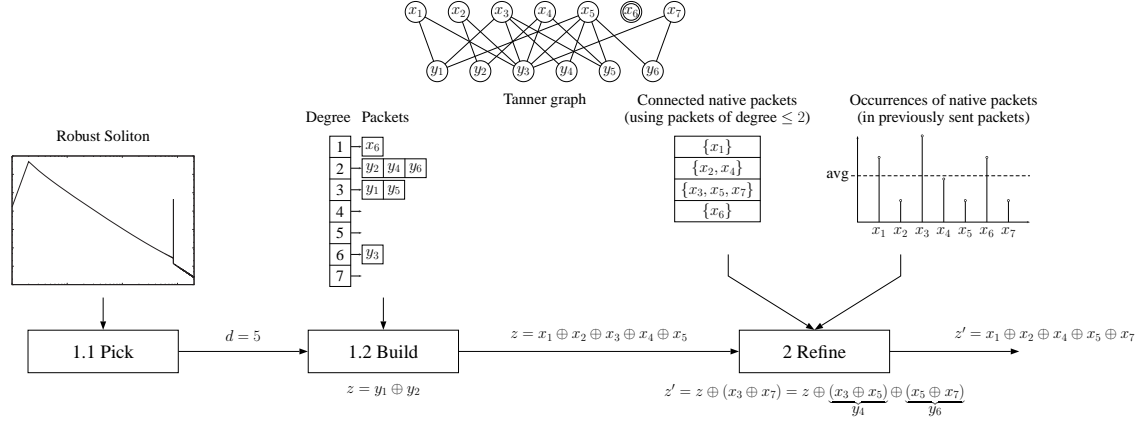 x₁ x₂ x₃ x₄ x₅ x₆ x₇
y₁ y₂ y₃ y₄ y₅ y₆
Tanner graph
Robust Soliton
Degree Packets
1 x₆
2 y₂ y₄ y₆
3 y₁ y₅
4
5
6 y₃
7
Connected native packets
(using packets of degree ≤ 2)
{x₁}
{x₂, x₄}
{x₃, x₅, x₇}
{x₆}
Occurrences of native packets
(in previously sent packets)
avg
x₁ x₂ x₃ x₄ x₅ x₆ x₇
1.1 Pick
d = 5
1.2 Build
z = y₁ ⊕ y₂
z = x₁ ⊕ x₂ ⊕ x₃ ⊕ x₄ ⊕ x₅
2 Refine
z′ = z ⊕ (x₃ ⊕ x₇) = z ⊕ (x₃ ⊕ x₅) ⊕ (x₅ ⊕ x₇)
y₄ y₆
z′ = x₁ ⊕ x₂ ⊕ x₄ ⊕ x₅ ⊕ x₇